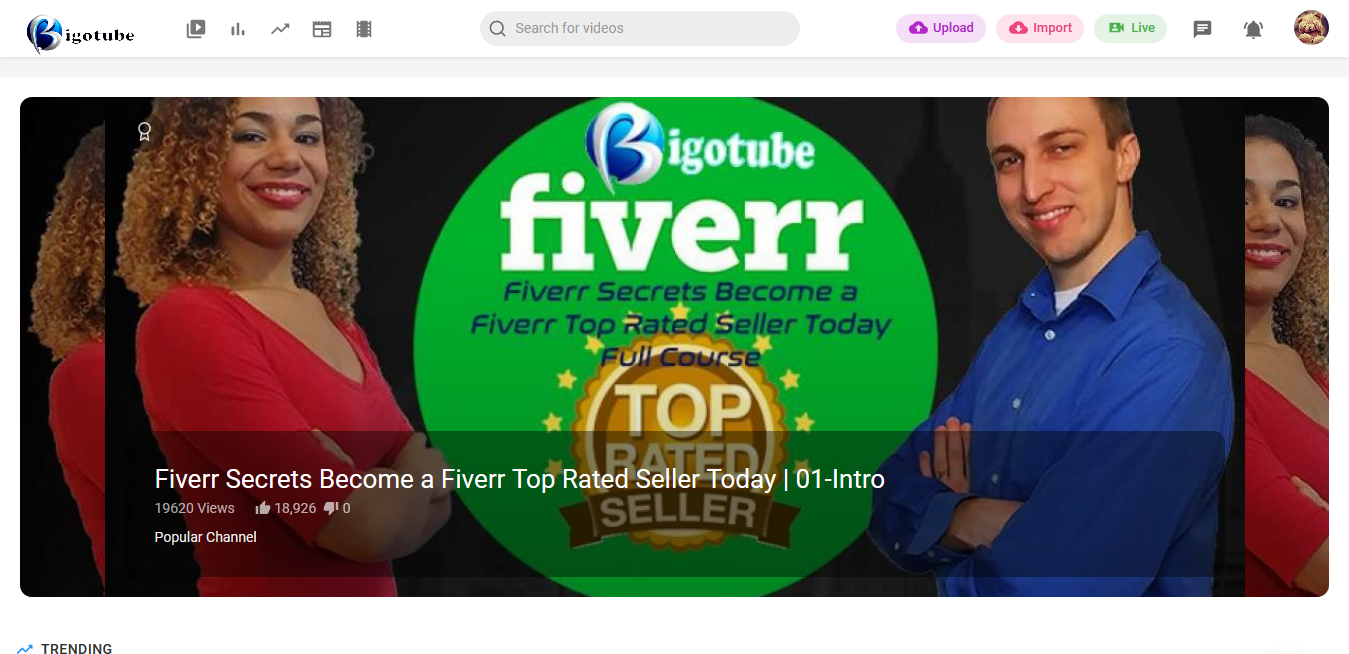 Bigotube
Search for videos
Upload
Import
Live
Bigotube
fiverr
Fiverr Secrets Become a
Fiverr Top Rated Seller Today
Full Course
TOP
RATED
SELLER
Fiverr Secrets Become a Fiverr Top Rated Seller Today | 01-Intro
19620 Views
18,926
0
Popular Channel
TRENDING